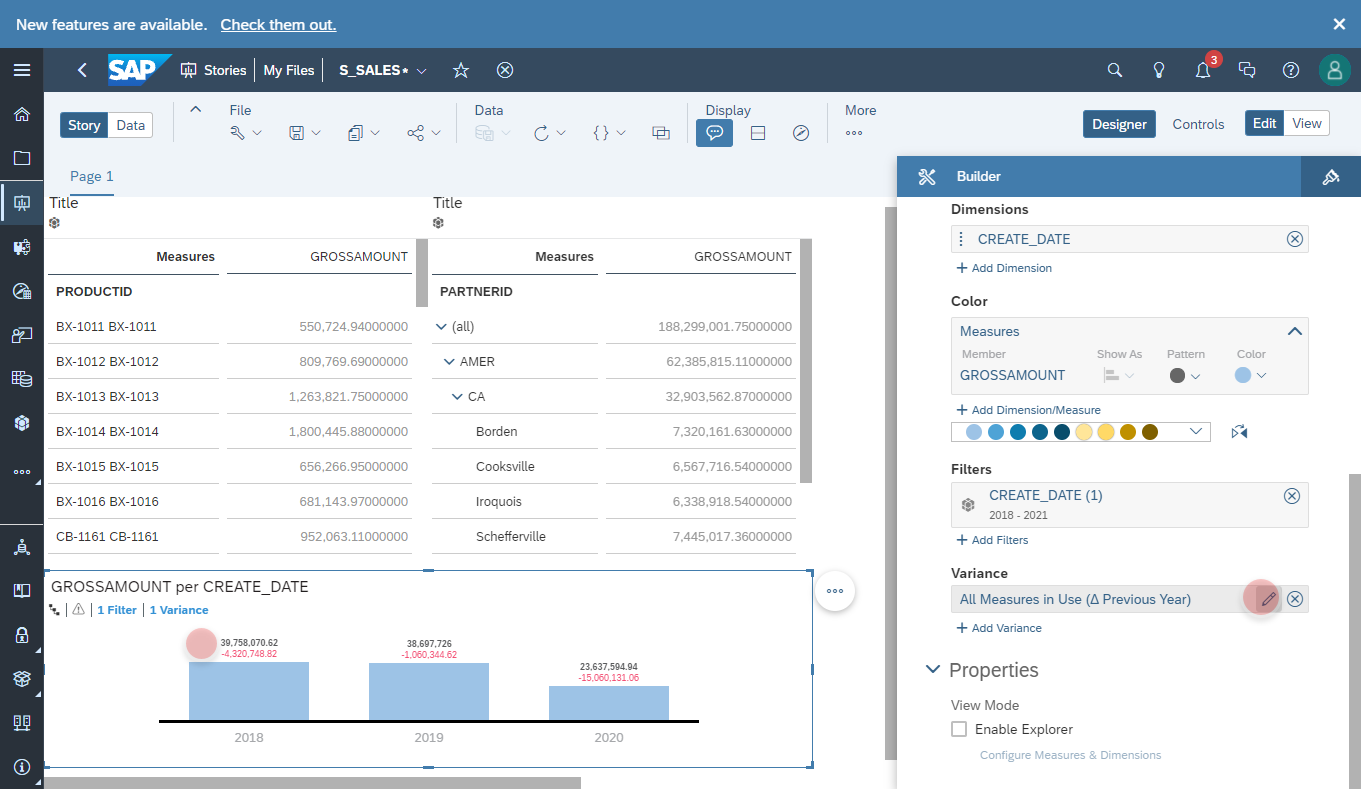 New features are available. Check them out.
SAP Stories My Files S_SALES* 3
Story Data File Data Display More Designer Controls Edit View
Page 1
Title
Measures GROSSAMOUNT
PRODUCTID
BX-1011 BX-1011 550,724.94000000
BX-1012 BX-1012 809,769.69000000
BX-1013 BX-1013 1,263,821.75000000
BX-1014 BX-1014 1,800,445.88000000
BX-1015 BX-1015 656,266.95000000
BX-1016 BX-1016 681,143.97000000
CB-1161 CB-1161 952,063.11000000
Title
Measures GROSSAMOUNT
PARTNERID
(all) 188,299,001.75000000
AMER 62,385,815.11000000
CA 32,903,562.87000000
Borden 7,320,161.63000000
Cooksville 6,567,716.54000000
Iroquois 6,338,918.54000000
Schefferville 7,445,017.36000000
GROSSAMOUNT per CREATE_DATE
1 Filter 1 Variance
39,758,070.62
-4,320,748.82
38,697,726
-1,060,344.62
23,637,594.94
-15,060,131.06
2018 2019 2020
Builder
Dimensions
CREATE_DATE
+ Add Dimension
Color
Measures
Member Show As Pattern Color
GROSSAMOUNT
+ Add Dimension/Measure
Filters
CREATE_DATE (1)
2018 - 2021
+ Add Filters
Variance
All Measures in Use (Δ Previous Year)
+ Add Variance
Properties
View Mode
Enable Explorer
Configure Measures & Dimensions